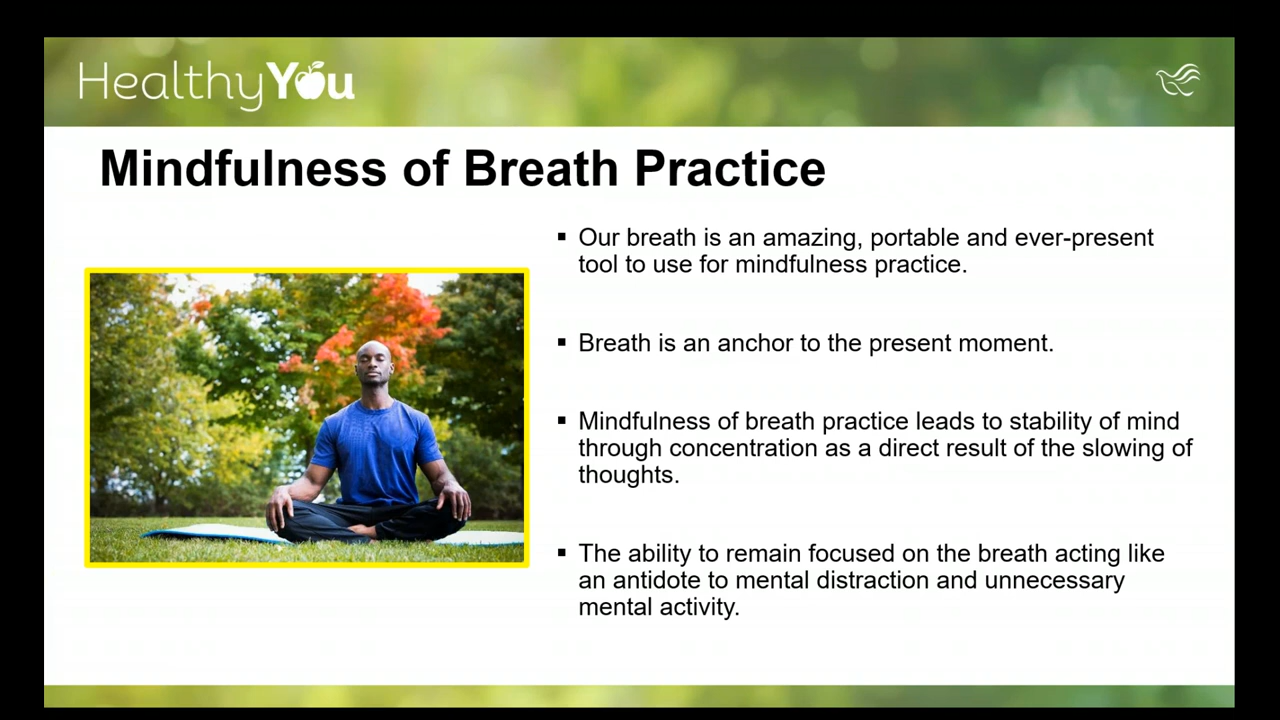 HealthyYou
Mindfulness of Breath Practice
▪ Our breath is an amazing, portable and ever-present
tool to use for mindfulness practice.
▪ Breath is an anchor to the present moment.
▪ Mindfulness of breath practice leads to stability of mind
through concentration as a direct result of the slowing of
thoughts.
▪ The ability to remain focused on the breath acting like
an antidote to mental distraction and unnecessary
mental activity.